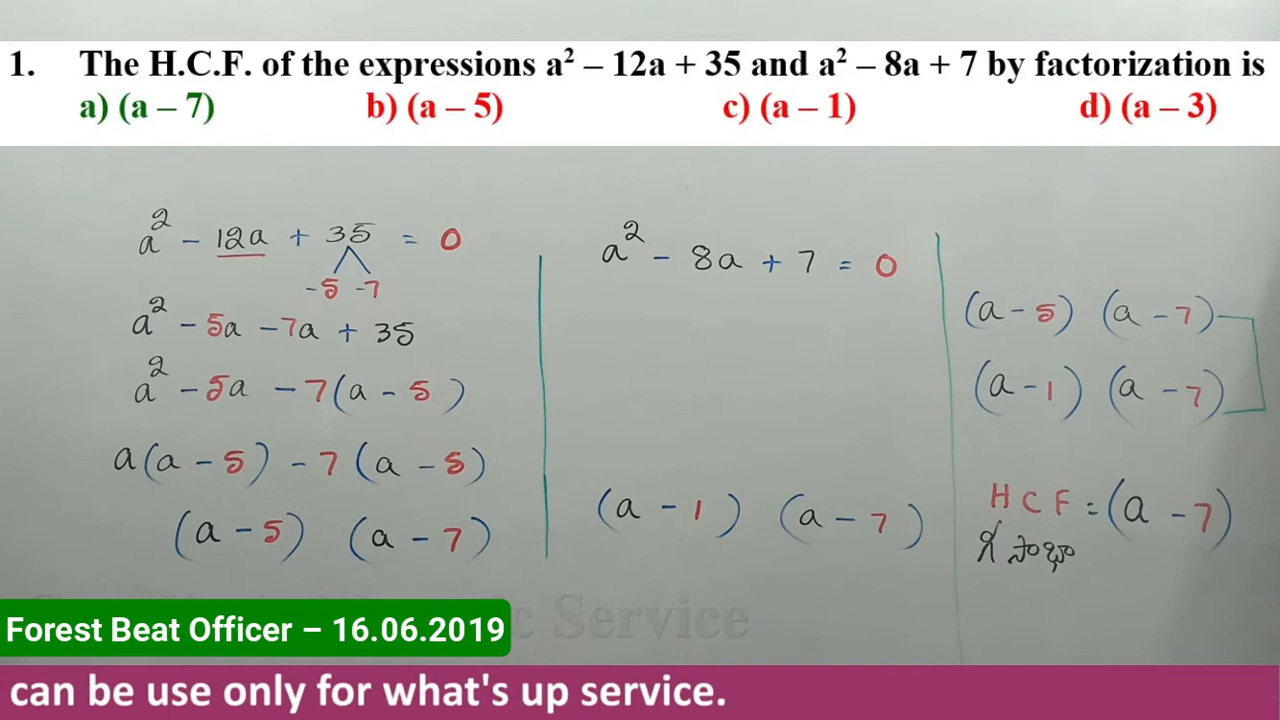 1. The H.C.F. of the expressions a² – 12a + 35 and a² – 8a + 7 by factorization is
a) (a – 7) b) (a – 5) c) (a – 1) d) (a – 3)
a² - 12a + 35 = 0
-5 -7
a² - 5a - 7a + 35
a² - 5a - 7(a - 5)
a(a - 5) - 7(a - 5)
(a - 5) (a - 7)
a² - 8a + 7 = 0
(a - 1) (a - 7)
(a - 5) (a - 7)
(a - 1) (a - 7)
HCF = (a - 7)
Service
Forest Beat Officer – 16.06.2019
can be use only for what's up service.